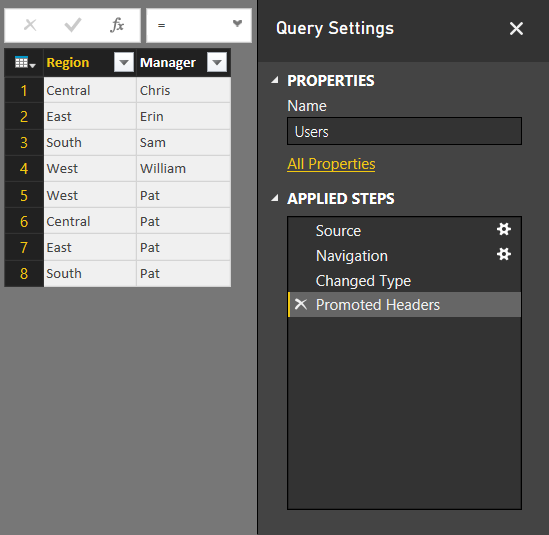 fx =
Query Settings
Region Manager
1 Central Chris
2 East Erin
3 South Sam
4 West William
5 West Pat
6 Central Pat
7 East Pat
8 South Pat
PROPERTIES
Name
Users
All Properties
APPLIED STEPS
Source
Navigation
Changed Type
Promoted Headers